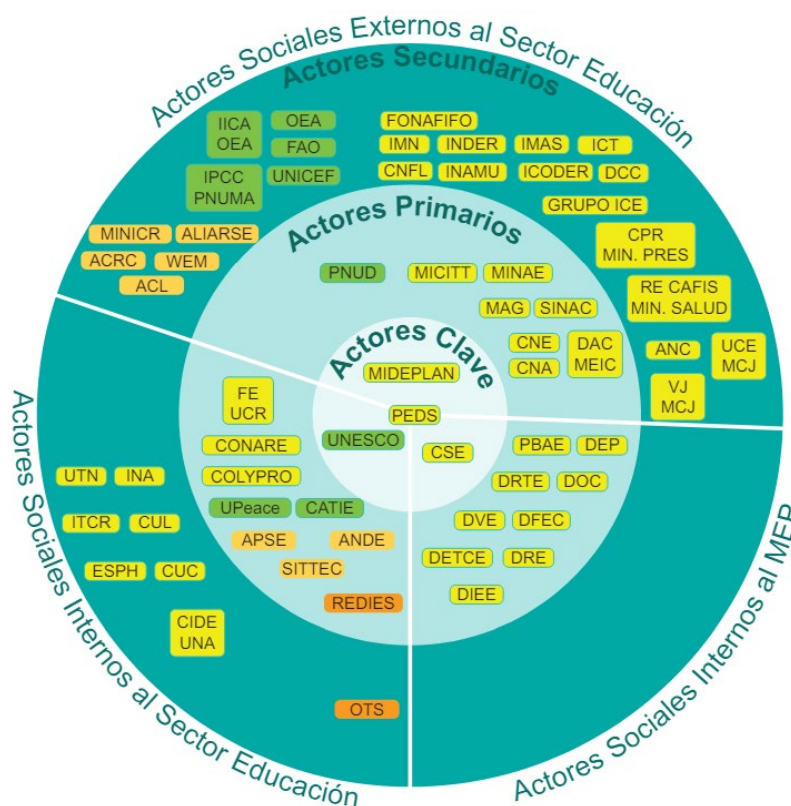 Actores Sociales Externos al Sector Educación
Actores Secundarios
IICA
OEA
OEA
FAO
IPCC
PNUMA
UNICEF
FONAFIFO
IMN
INDER
IMAS
ICT
CNFL
INAMU
ICODER
DCC
GRUPO ICE
CPR
MIN. PRES
RE CAFIS
MIN. SALUD
ANC
UCE
MCJ
VJ
MCJ
MINICR
ALIARSE
ACRC
WEM
ACL
Actores Primarios
PNUD
MICITT
MINAE
MAG
SINAC
CNE
CNA
DAC
MEIC
Actores Clave
MIDEPLAN
PEDS
UNESCO
CSE
FE
UCR
CONARE
COLYPRO
UPeace
CATIE
APSE
ANDE
SITTEC
REDIES
PBAE
DEP
DRTE
DOC
DVE
DFEC
DETCE
DRE
DIEE
UTN
INA
ITCR
CUL
ESPH
CUC
CIDE
UNA
OTS
Actores Sociales Internos al Sector Educación
Actores Sociales Internos al MEP